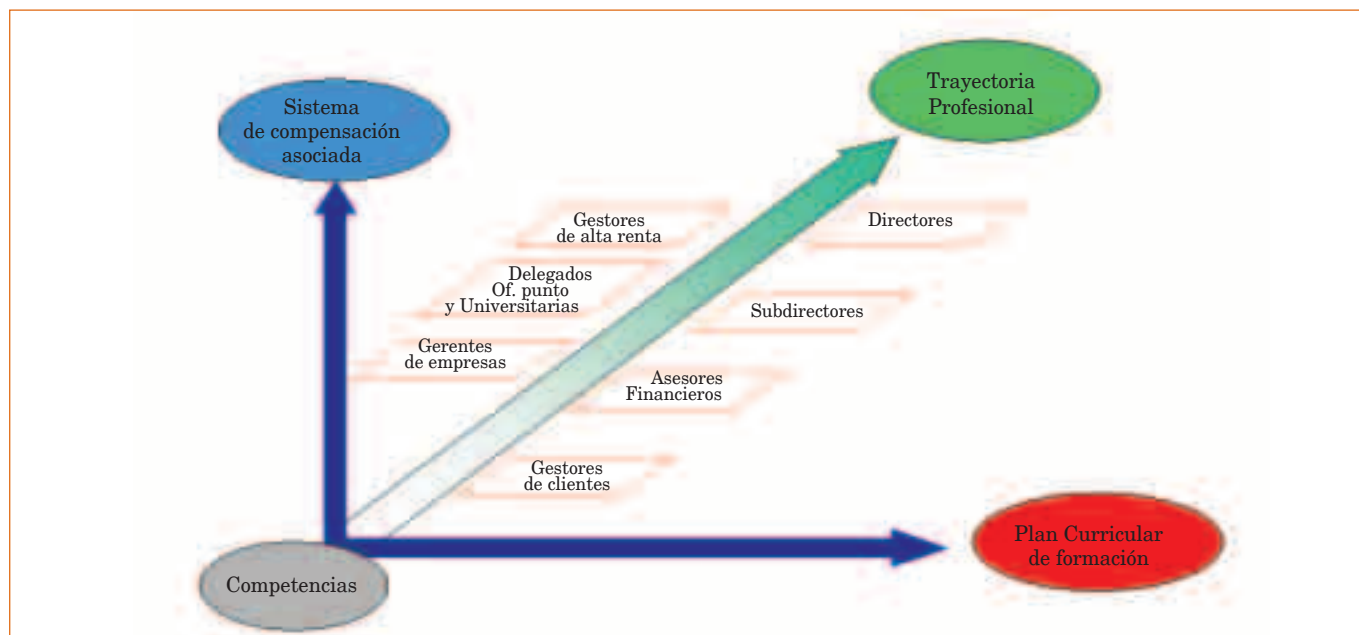 Sistema
de compensación
asociada
Trayectoria
Profesional
Gestores
de alta renta
Directores
Delegados
Of. punto
y Universitarias
Subdirectores
Gerentes
de empresas
Asesores
Financieros
Gestores
de clientes
Plan Curricular
de formación
Competencias